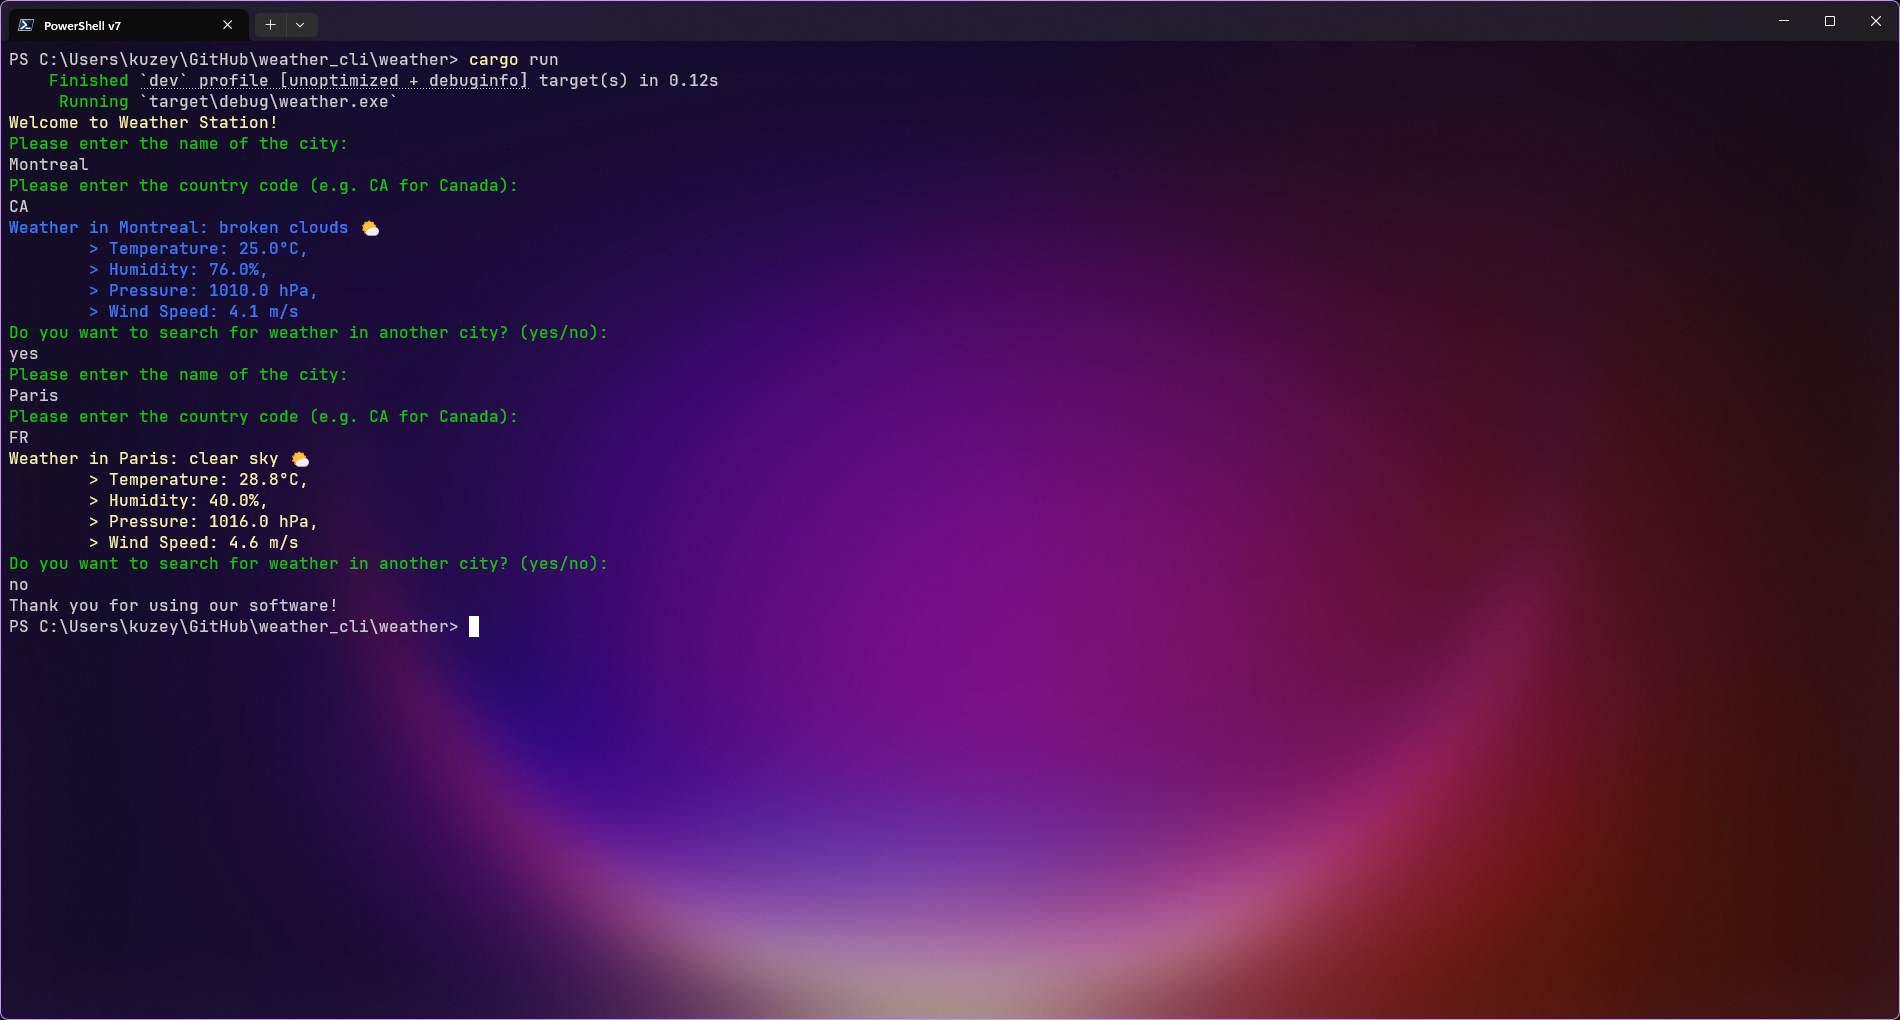 PowerShell v7
PS C:\Users\kuzey\GitHub\weather_cli\weather> cargo run
    Finished `dev` profile [unoptimized + debuginfo] target(s) in 0.12s
     Running `target\debug\weather.exe`
Welcome to Weather Station!
Please enter the name of the city:
Montreal
Please enter the country code (e.g. CA for Canada):
CA
Weather in Montreal: broken clouds 🌤️
        > Temperature: 25.0°C,
        > Humidity: 76.0%,
        > Pressure: 1010.0 hPa,
        > Wind Speed: 4.1 m/s
Do you want to search for weather in another city? (yes/no):
yes
Please enter the name of the city:
Paris
Please enter the country code (e.g. CA for Canada):
FR
Weather in Paris: clear sky 🌤️
        > Temperature: 28.8°C,
        > Humidity: 40.0%,
        > Pressure: 1016.0 hPa,
        > Wind Speed: 4.6 m/s
Do you want to search for weather in another city? (yes/no):
no
Thank you for using our software!
PS C:\Users\kuzey\GitHub\weather_cli\weather>